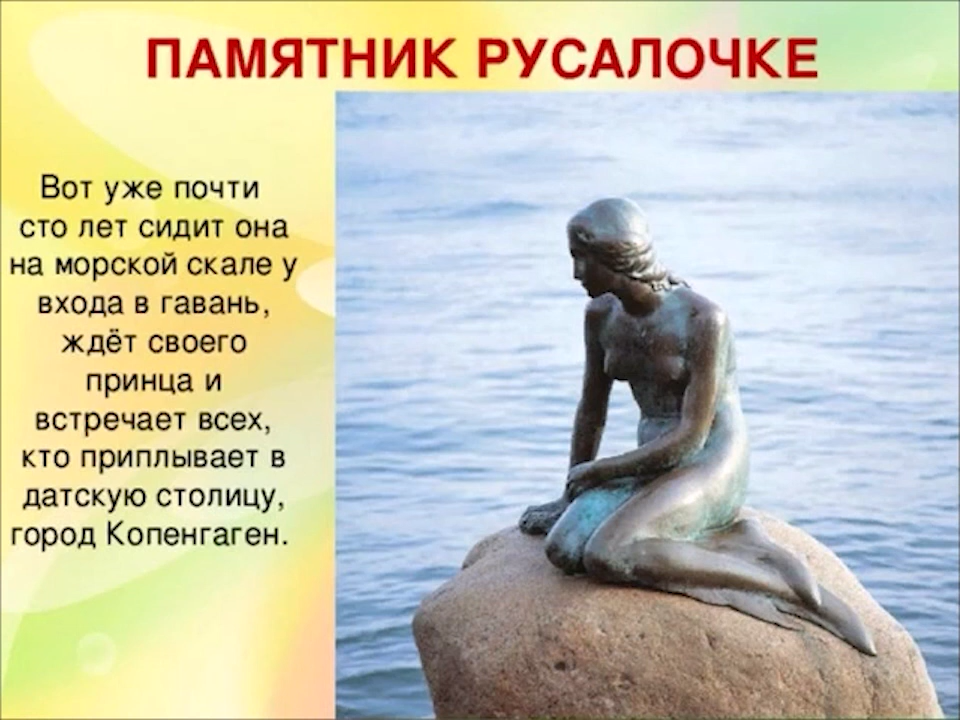 ПАМЯТНИК РУСАЛОЧКЕ
Вот уже почти
сто лет сидит она
на морской скале у
входа в гавань,
ждёт своего
принца и
встречает всех,
кто приплывает в
датскую столицу,
город Копенгаген.